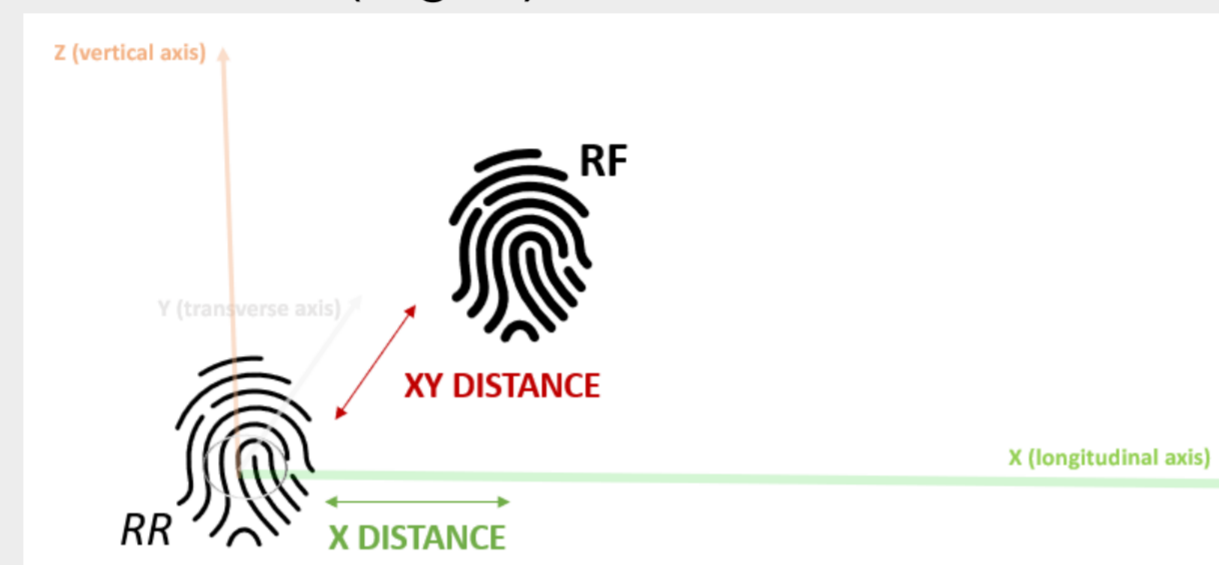 Z (vertical axis)
RF
Y (transverse axis)
XY DISTANCE
X (longitudinal axis)
RR
X DISTANCE